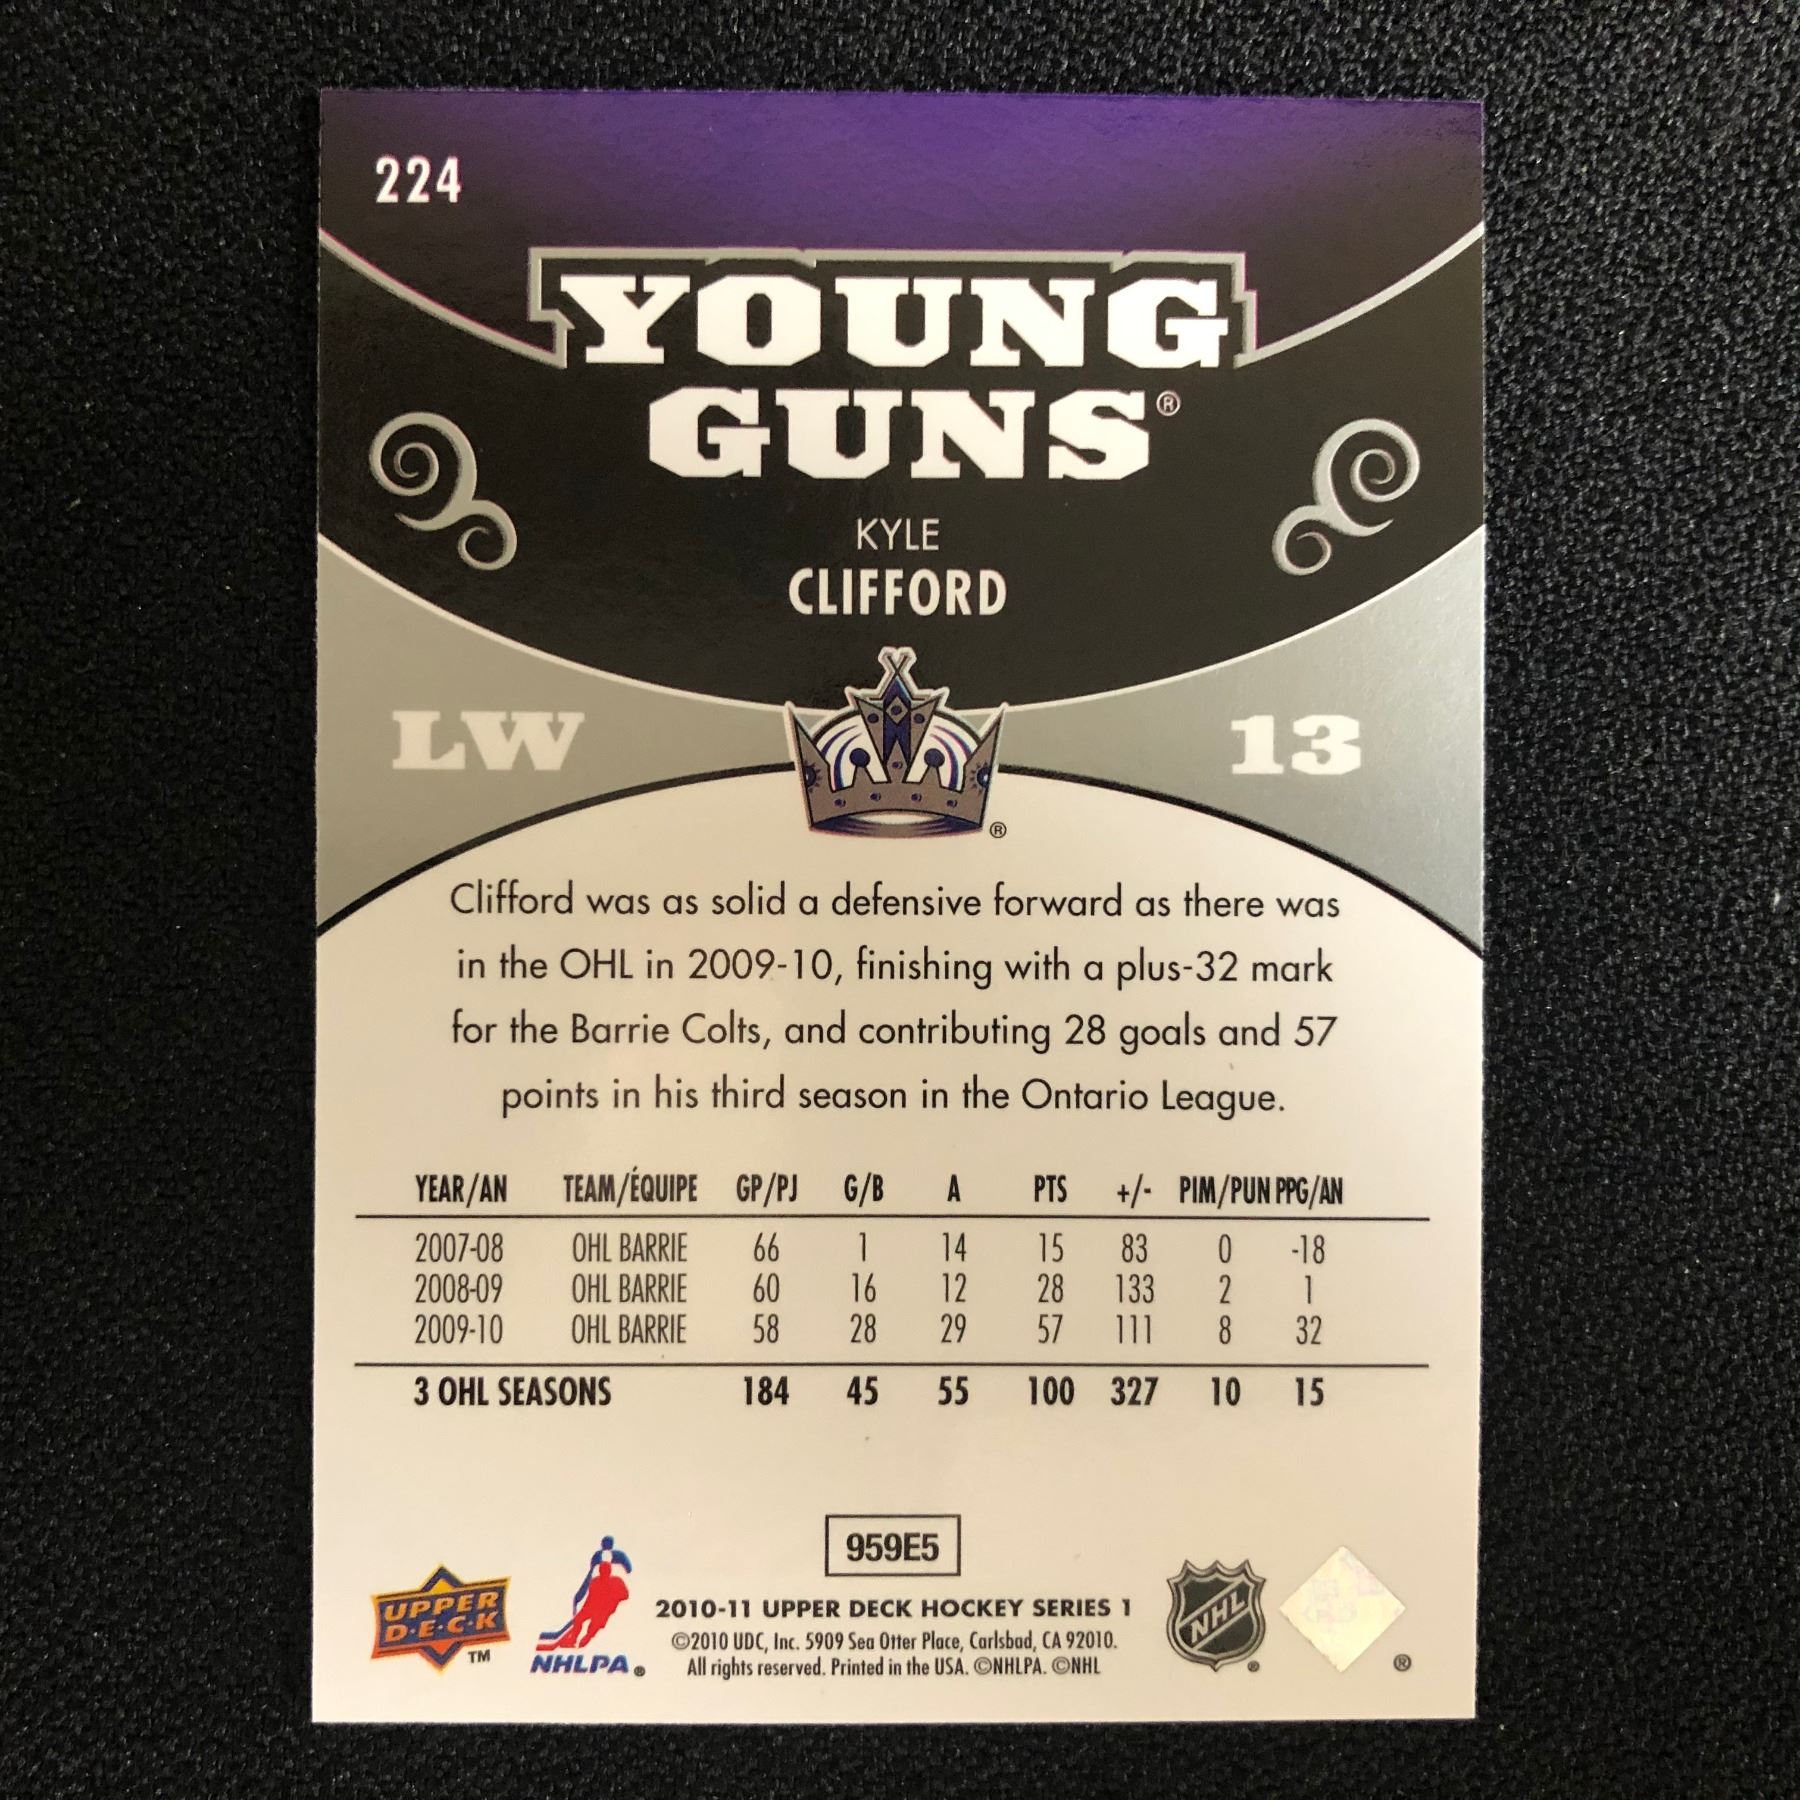 224
YOUNG
GUNS®
KYLE
CLIFFORD
LW
13
®
Clifford was as solid a defensive forward as there was
in the OHL in 2009-10, finishing with a plus-32 mark
for the Barrie Colts, and contributing 28 goals and 57
points in his third season in the Ontario League.
YEAR/AN TEAM/ÉQUIPE GP/PJ G/B A PTS +/- PIM/PUN PPG/AN
2007-08 OHL BARRIE 66 1 14 15 83 0 -18
2008-09 OHL BARRIE 60 16 12 28 133 2 1
2009-10 OHL BARRIE 58 28 29 57 111 8 32
3 OHL SEASONS 184 45 55 100 327 10 15
959E5
UPPER
D·E·C·K
TM
NHLPA®
2010-11 UPPER DECK HOCKEY SERIES 1
©2010 UDC, Inc. 5909 Sea Otter Place, Carlsbad, CA 92010.
All rights reserved. Printed in the USA. ©NHLPA. ©NHL
NHL
®
®